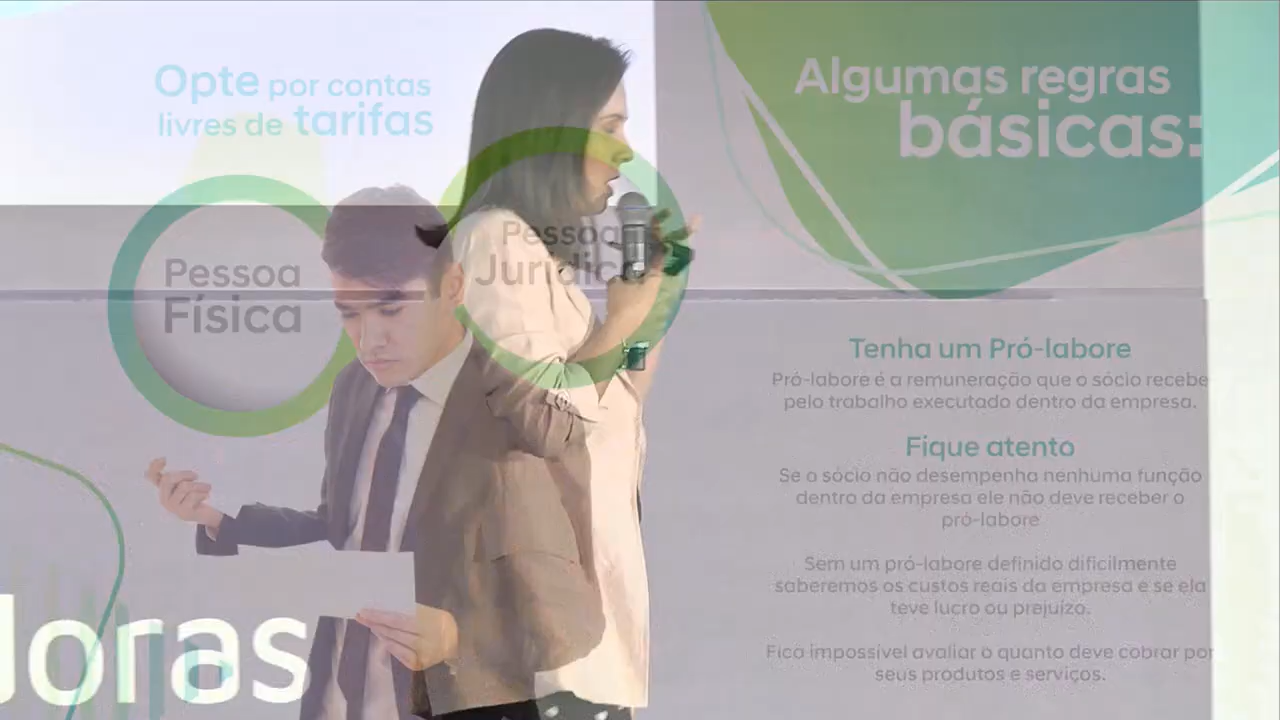 Opte por contas
livres de tarifas
Pessoa
Física
Pessoa
Jurídica
Algumas regras
básicas:
Tenha um Pró-labore
Pró-labore é a remuneração que o sócio recebe
pelo trabalho executado dentro da empresa.
Fique atento
Se o sócio não desempenha nenhuma função
dentro da empresa ele não deve receber o
pró-labore
Sem um pró-labore definido dificilmente
saberemos os custos reais da empresa e se ela
teve lucro ou prejuízo.
Fica impossível avaliar o quanto deve cobrar por
seus produtos e serviços.
doras